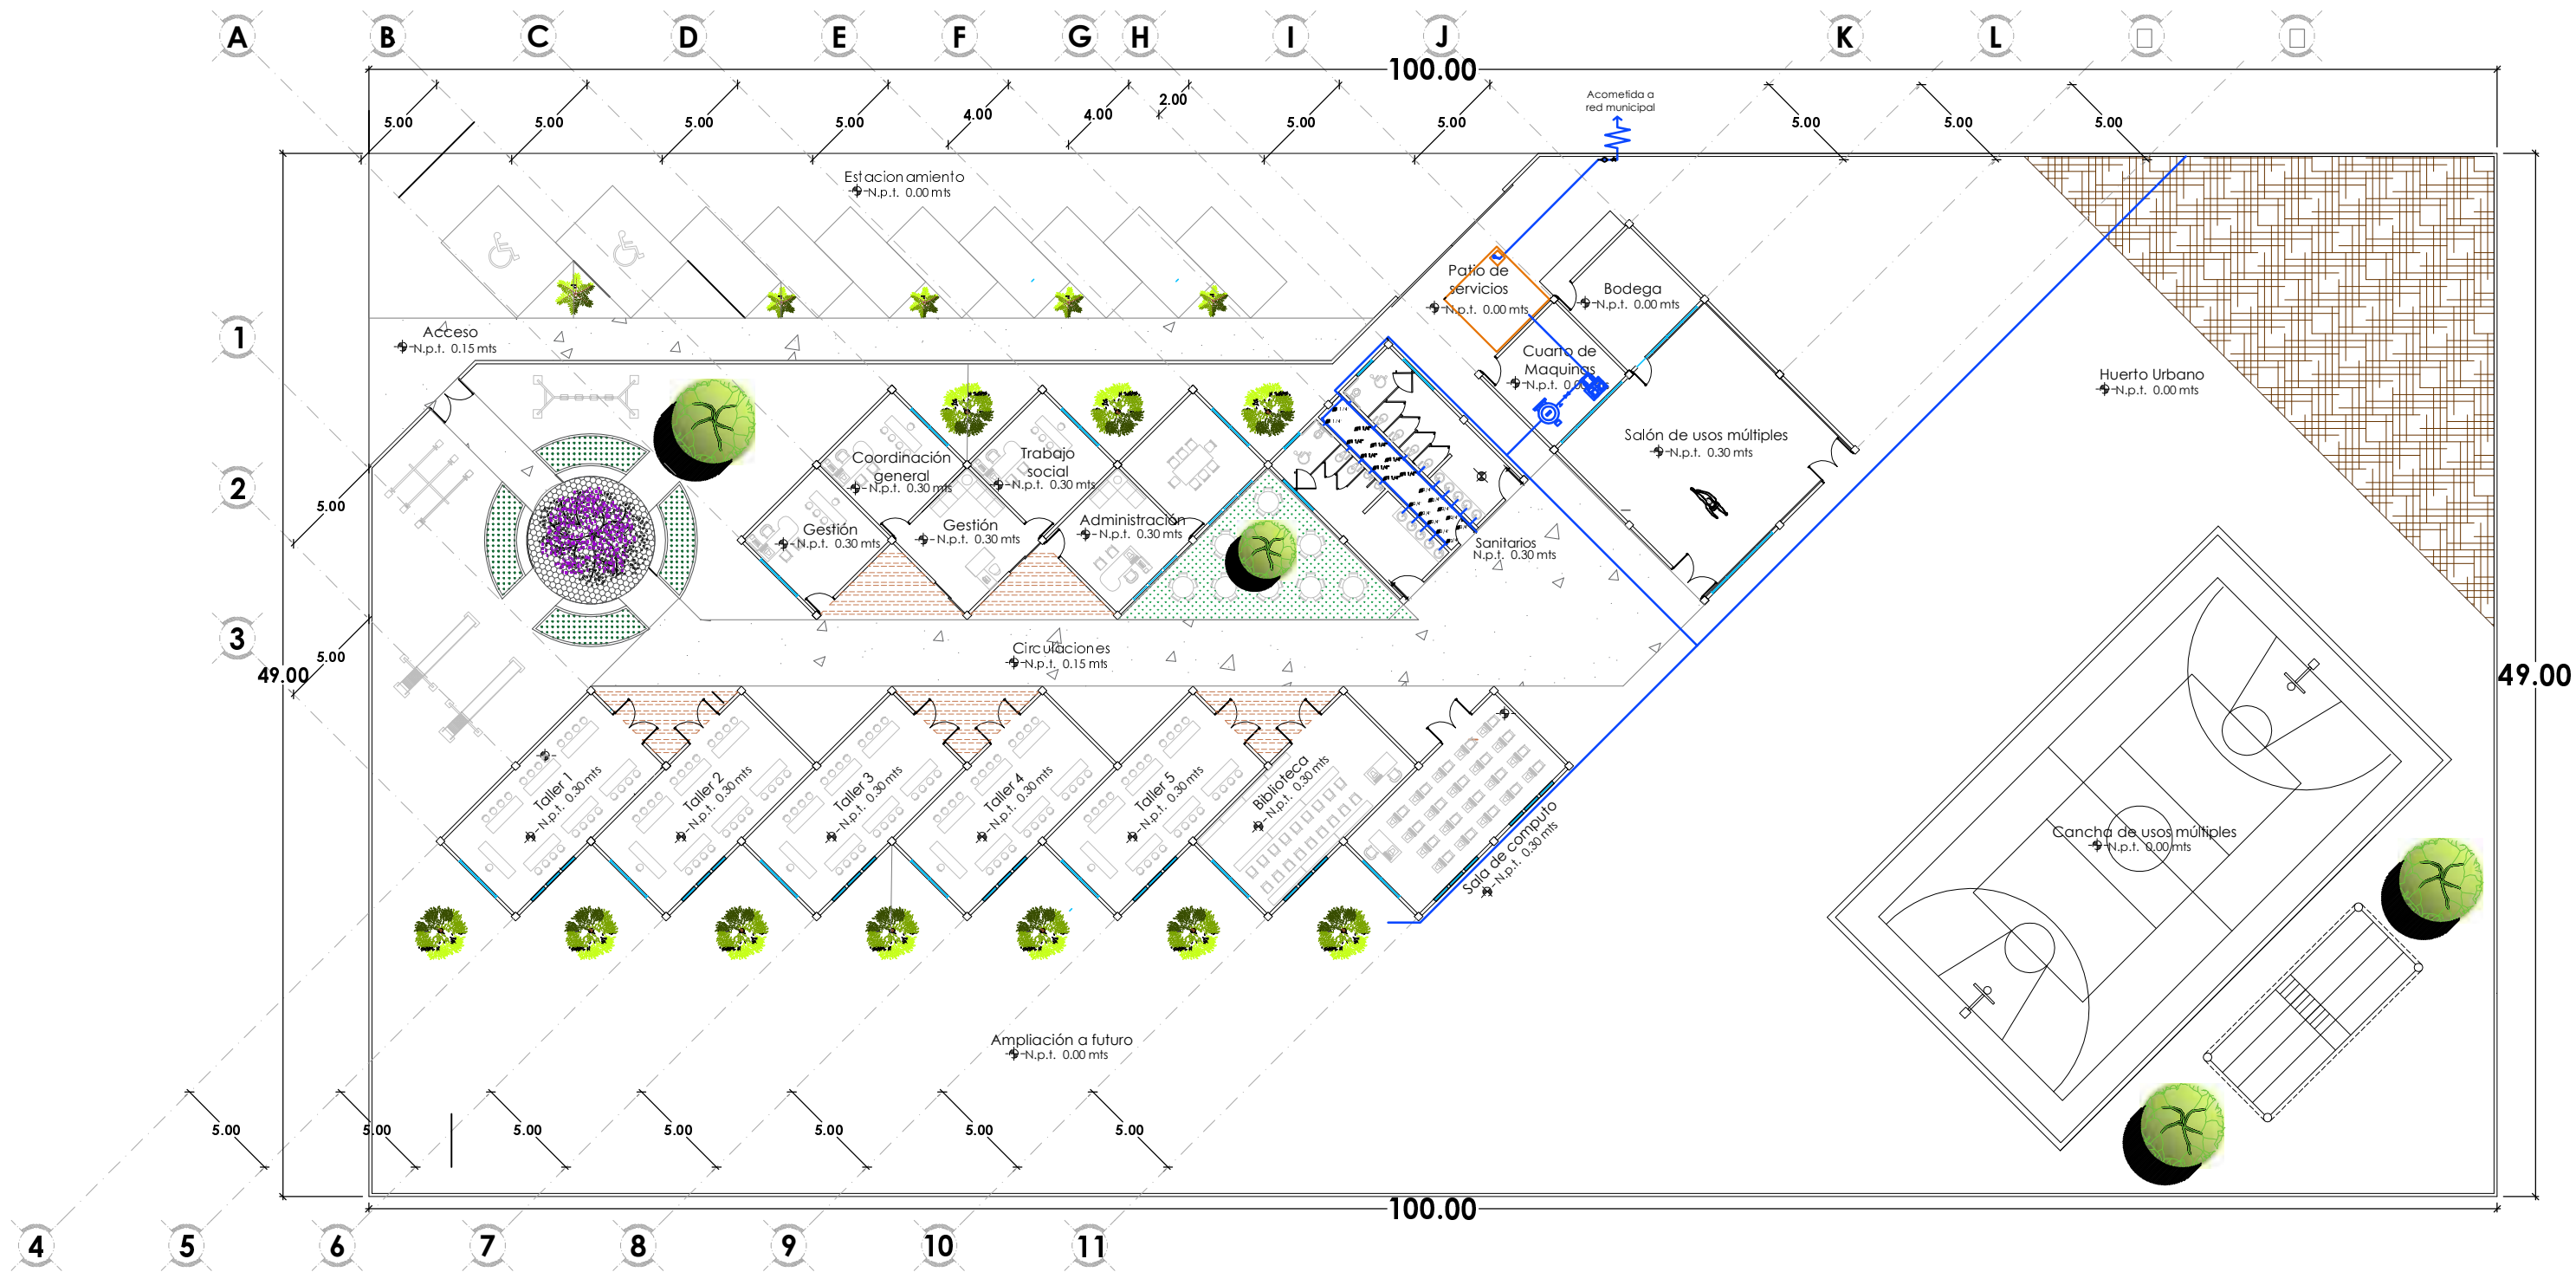 A B C D E F G H I J K L
100.00
5.00 5.00 5.00 5.00 4.00 4.00 2.00 5.00 5.00 5.00 5.00 5.00
Acometida a
red municipal
Estacionamiento
N.p.t. 0.00 mts
Patio de
servicios
N.p.t. 0.00 mts
Bodega
N.p.t. 0.00 mts
1
Acceso
N.p.t. 0.15 mts
Cuarto de
Maquinas
Huerto Urbano
N.p.t. 0.00 mts
2
5.00
Coordinación
general
N.p.t. 0.30 mts
Trabajo
social
N.p.t. 0.30 mts
Salón de usos múltiples
N.p.t. 0.30 mts
Gestión
N.p.t. 0.30 mts
Gestión
N.p.t. 0.30 mts
Administración
N.p.t. 0.30 mts
Sanitarios
N.p.t. 0.30 mts
3
5.00
49.00
49.00
Circulaciones
N.p.t. 0.15 mts
Taller 1
N.p.t. 0.30 mts
Taller 2
N.p.t. 0.30 mts
Taller 3
N.p.t. 0.30 mts
Taller 4
N.p.t. 0.30 mts
Taller 5
N.p.t. 0.30 mts
Biblioteca
N.p.t. 0.30 mts
Sala de computo
N.p.t. 0.30 mts
Cancha de usos múltiples
N.p.t. 0.00 mts
Ampliación a futuro
N.p.t. 0.00 mts
5.00 5.00 5.00 5.00 5.00 5.00 5.00
100.00
4 5 6 7 8 9 10 11